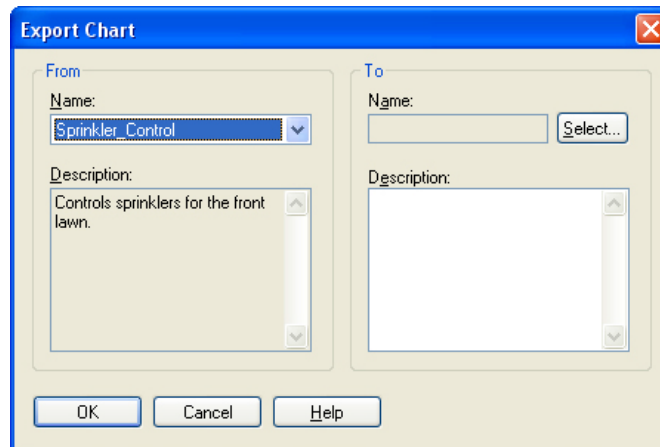 Export Chart
From
Name:
Sprinkler_Control
Description:
Controls sprinklers for the front
lawn.
To
Name:
Select...
Description:
OK
Cancel
Help